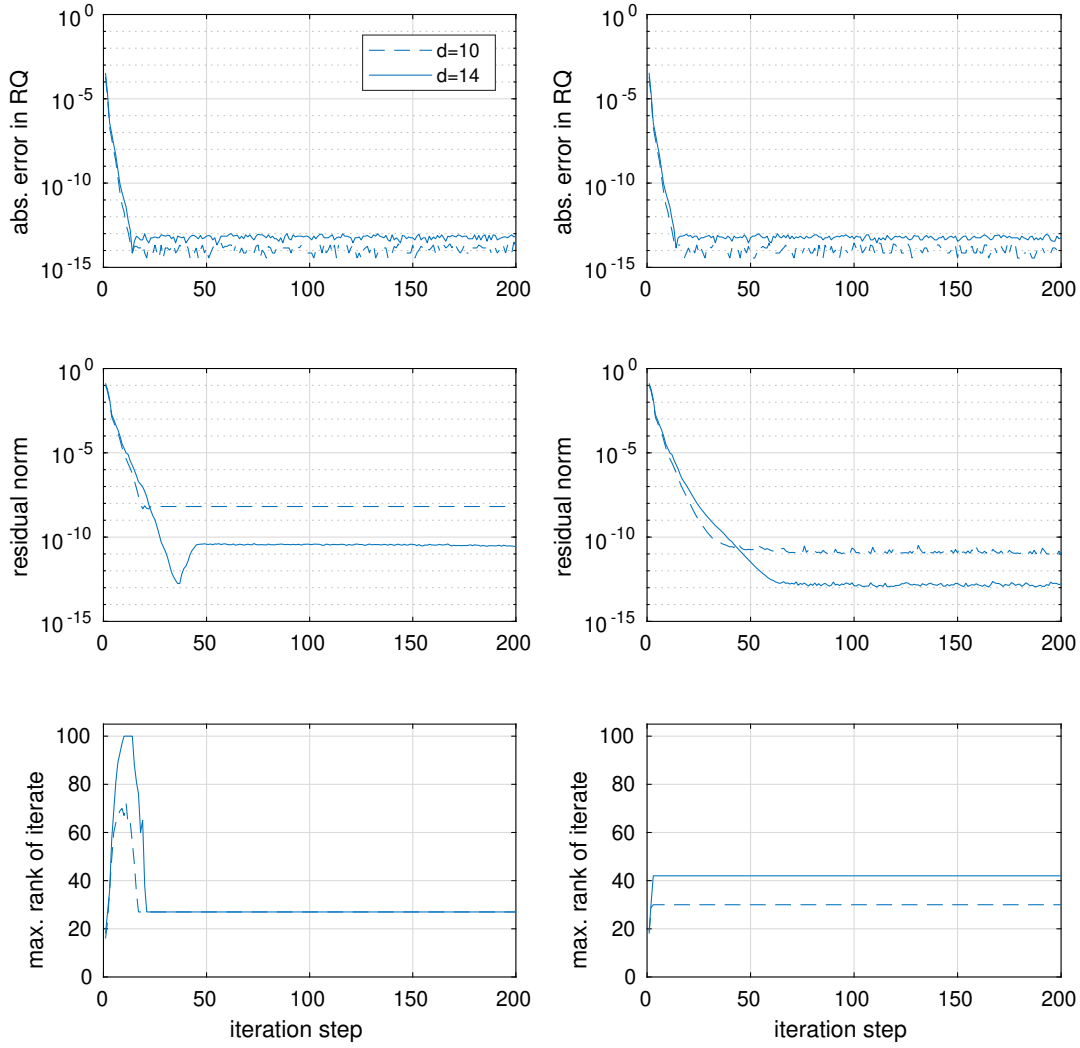 abs. error in RQ
10^0
10^-5
10^-10
10^-15
0 50 100 150 200
d=10
d=14
abs. error in RQ
10^0
10^-5
10^-10
10^-15
0 50 100 150 200
residual norm
10^0
10^-5
10^-10
10^-15
0 50 100 150 200
residual norm
10^0
10^-5
10^-10
10^-15
0 50 100 150 200
max. rank of iterate
100
80
60
40
20
0
0 50 100 150 200
iteration step
max. rank of iterate
100
80
60
40
20
0
0 50 100 150 200
iteration step